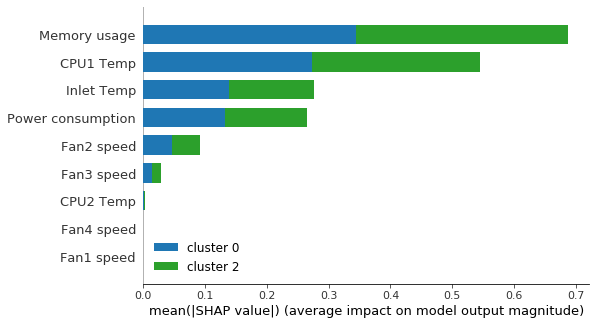 Memory usage
CPU1 Temp
Inlet Temp
Power consumption
Fan2 speed
Fan3 speed
CPU2 Temp
Fan4 speed
Fan1 speed
cluster 0
cluster 2
0.0 0.1 0.2 0.3 0.4 0.5 0.6 0.7
mean(|SHAP value|) (average impact on model output magnitude)